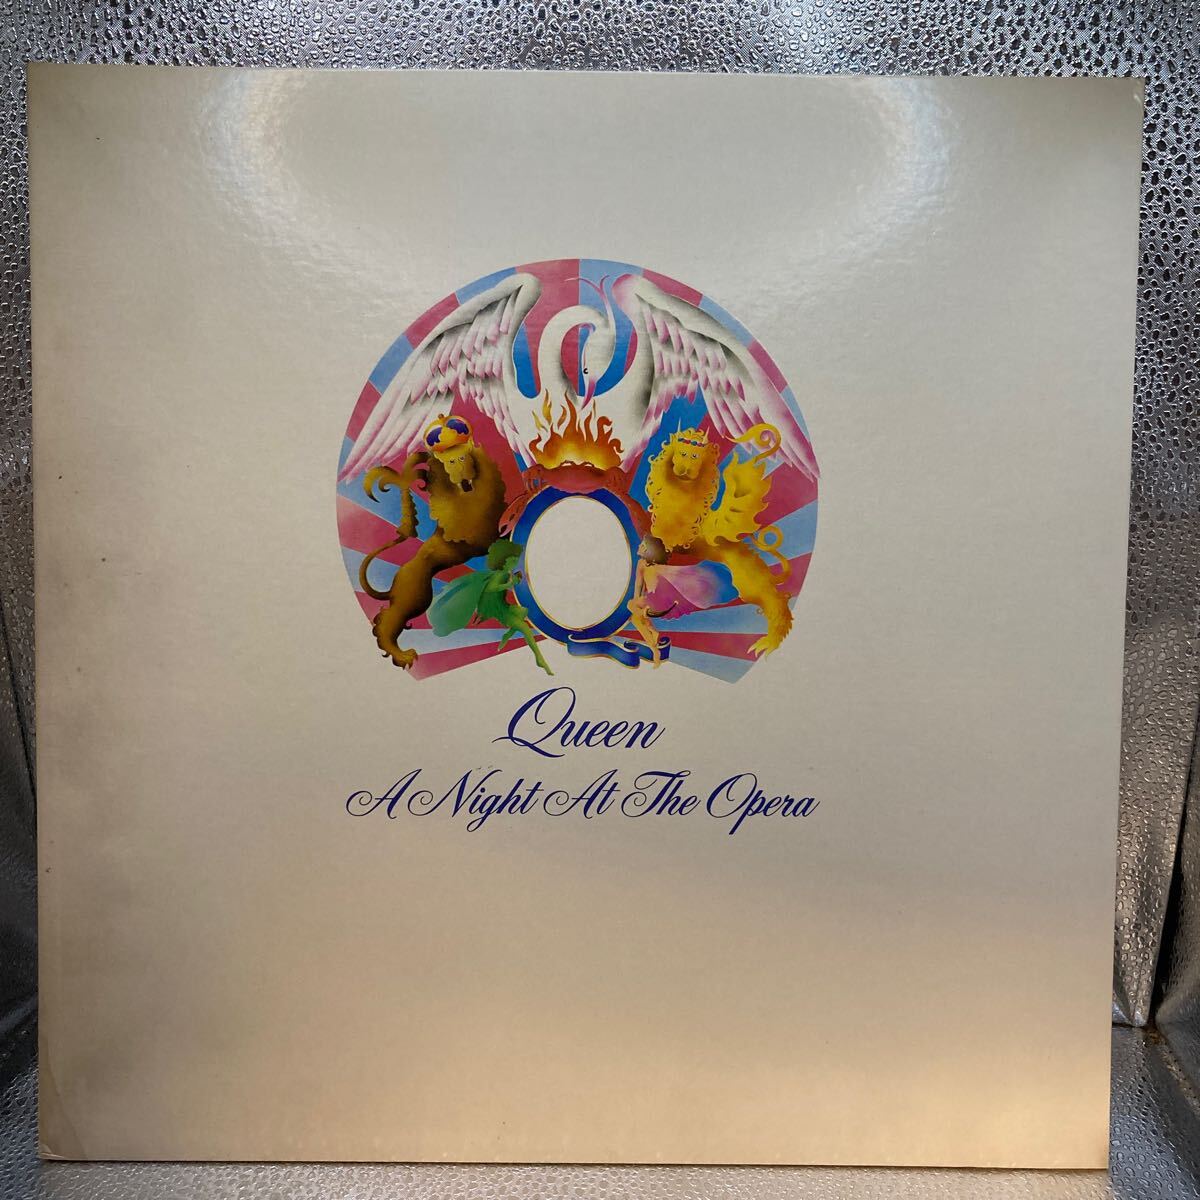 Queen
A Night At The Opera